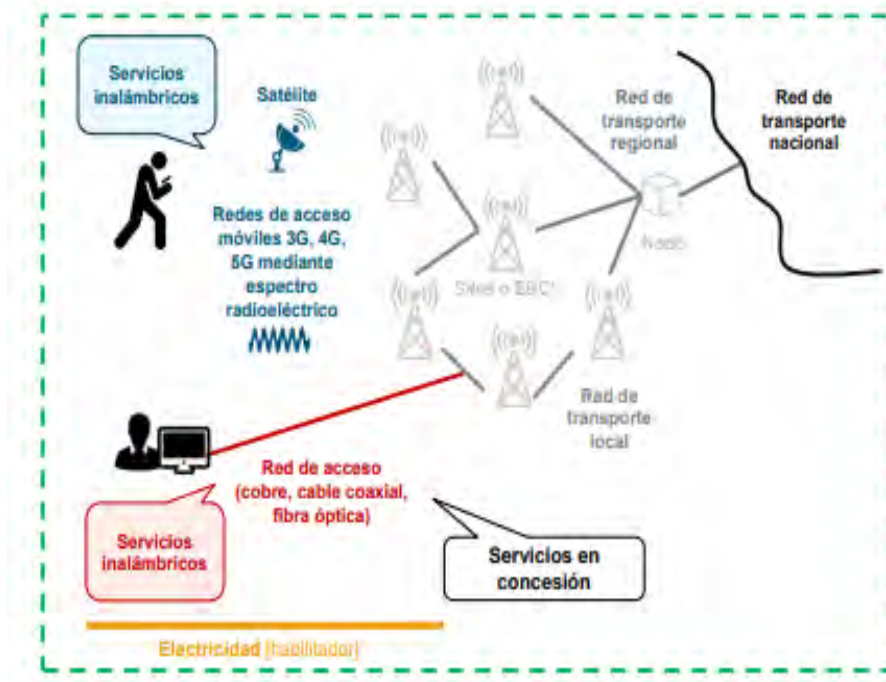 Servicios
inalámbricos
Satélite
Redes de acceso
móviles 3G, 4G,
5G mediante
espectro
radioeléctrico
Red de
transporte
regional
Red de
transporte
nacional
Nodo
Red de
transporte
local
Red de acceso
(cobre, cable coaxial,
fibra óptica)
Servicios
inalámbricos
Servicios en
concesión
Electricidad [habilitador]